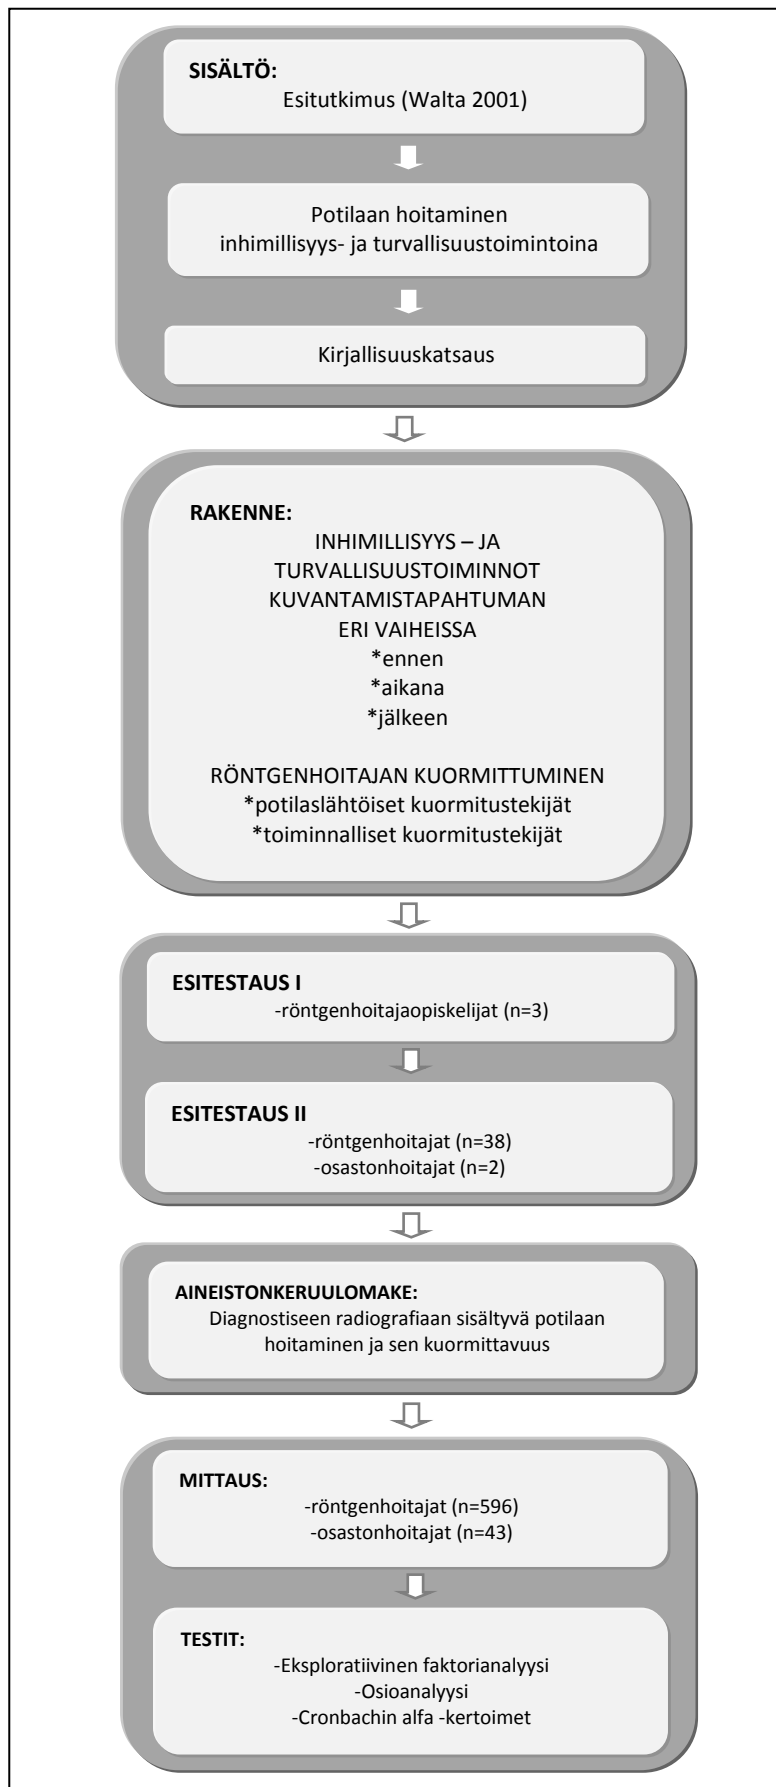 SISÄLTÖ:
Esitutkimus (Walta 2001)
Potilaan hoitaminen
inhimillisyys- ja turvallisuustoimintoina
Kirjallisuuskatsaus
RAKENNE:
INHIMILLISYYS – JA
TURVALLISUUSTOIMINNOT
KUVANTAMISTAPAHTUMAN
ERI VAIHEISSA
*ennen
*aikana
*jälkeen
RÖNTGENHOITAJAN KUORMITTUMINEN
*potilaslähtöiset kuormitustekijät
*toiminnalliset kuormitustekijät
ESITESTAUS I
-röntgenhoitajaopiskelijat (n=3)
ESITESTAUS II
-röntgenhoitajat (n=38)
-osastonhoitajat (n=2)
AINEISTONKERUULOMAKE:
Diagnostiseen radiografiaan sisältyvä potilaan
hoitaminen ja sen kuormittavuus
MITTAUS:
-röntgenhoitajat (n=596)
-osastonhoitajat (n=43)
TESTIT:
-Eksploratiivinen faktorianalyysi
-Osioanalyysi
-Cronbachin alfa -kertoimet